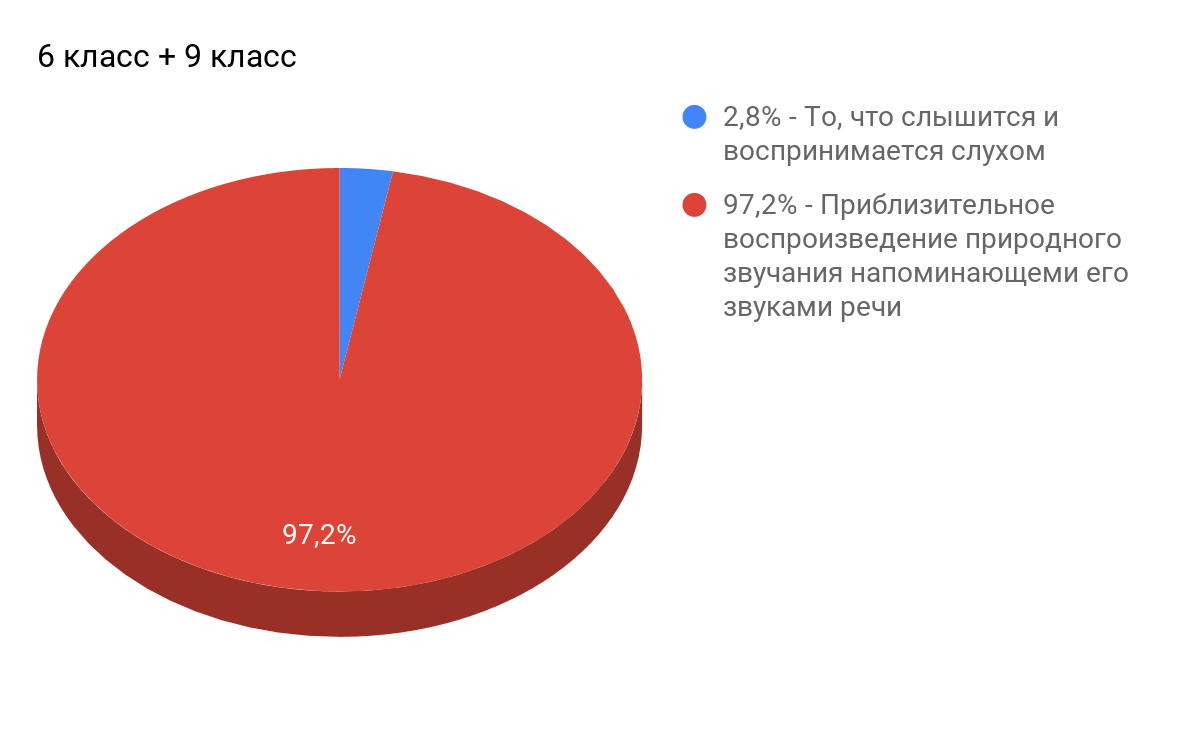 6 класс + 9 класс
2,8% - То, что слышится и
воспринимается слухом
97,2% - Приблизительное
воспроизведение природного
звучания напоминающеми его
звуками речи
97,2%